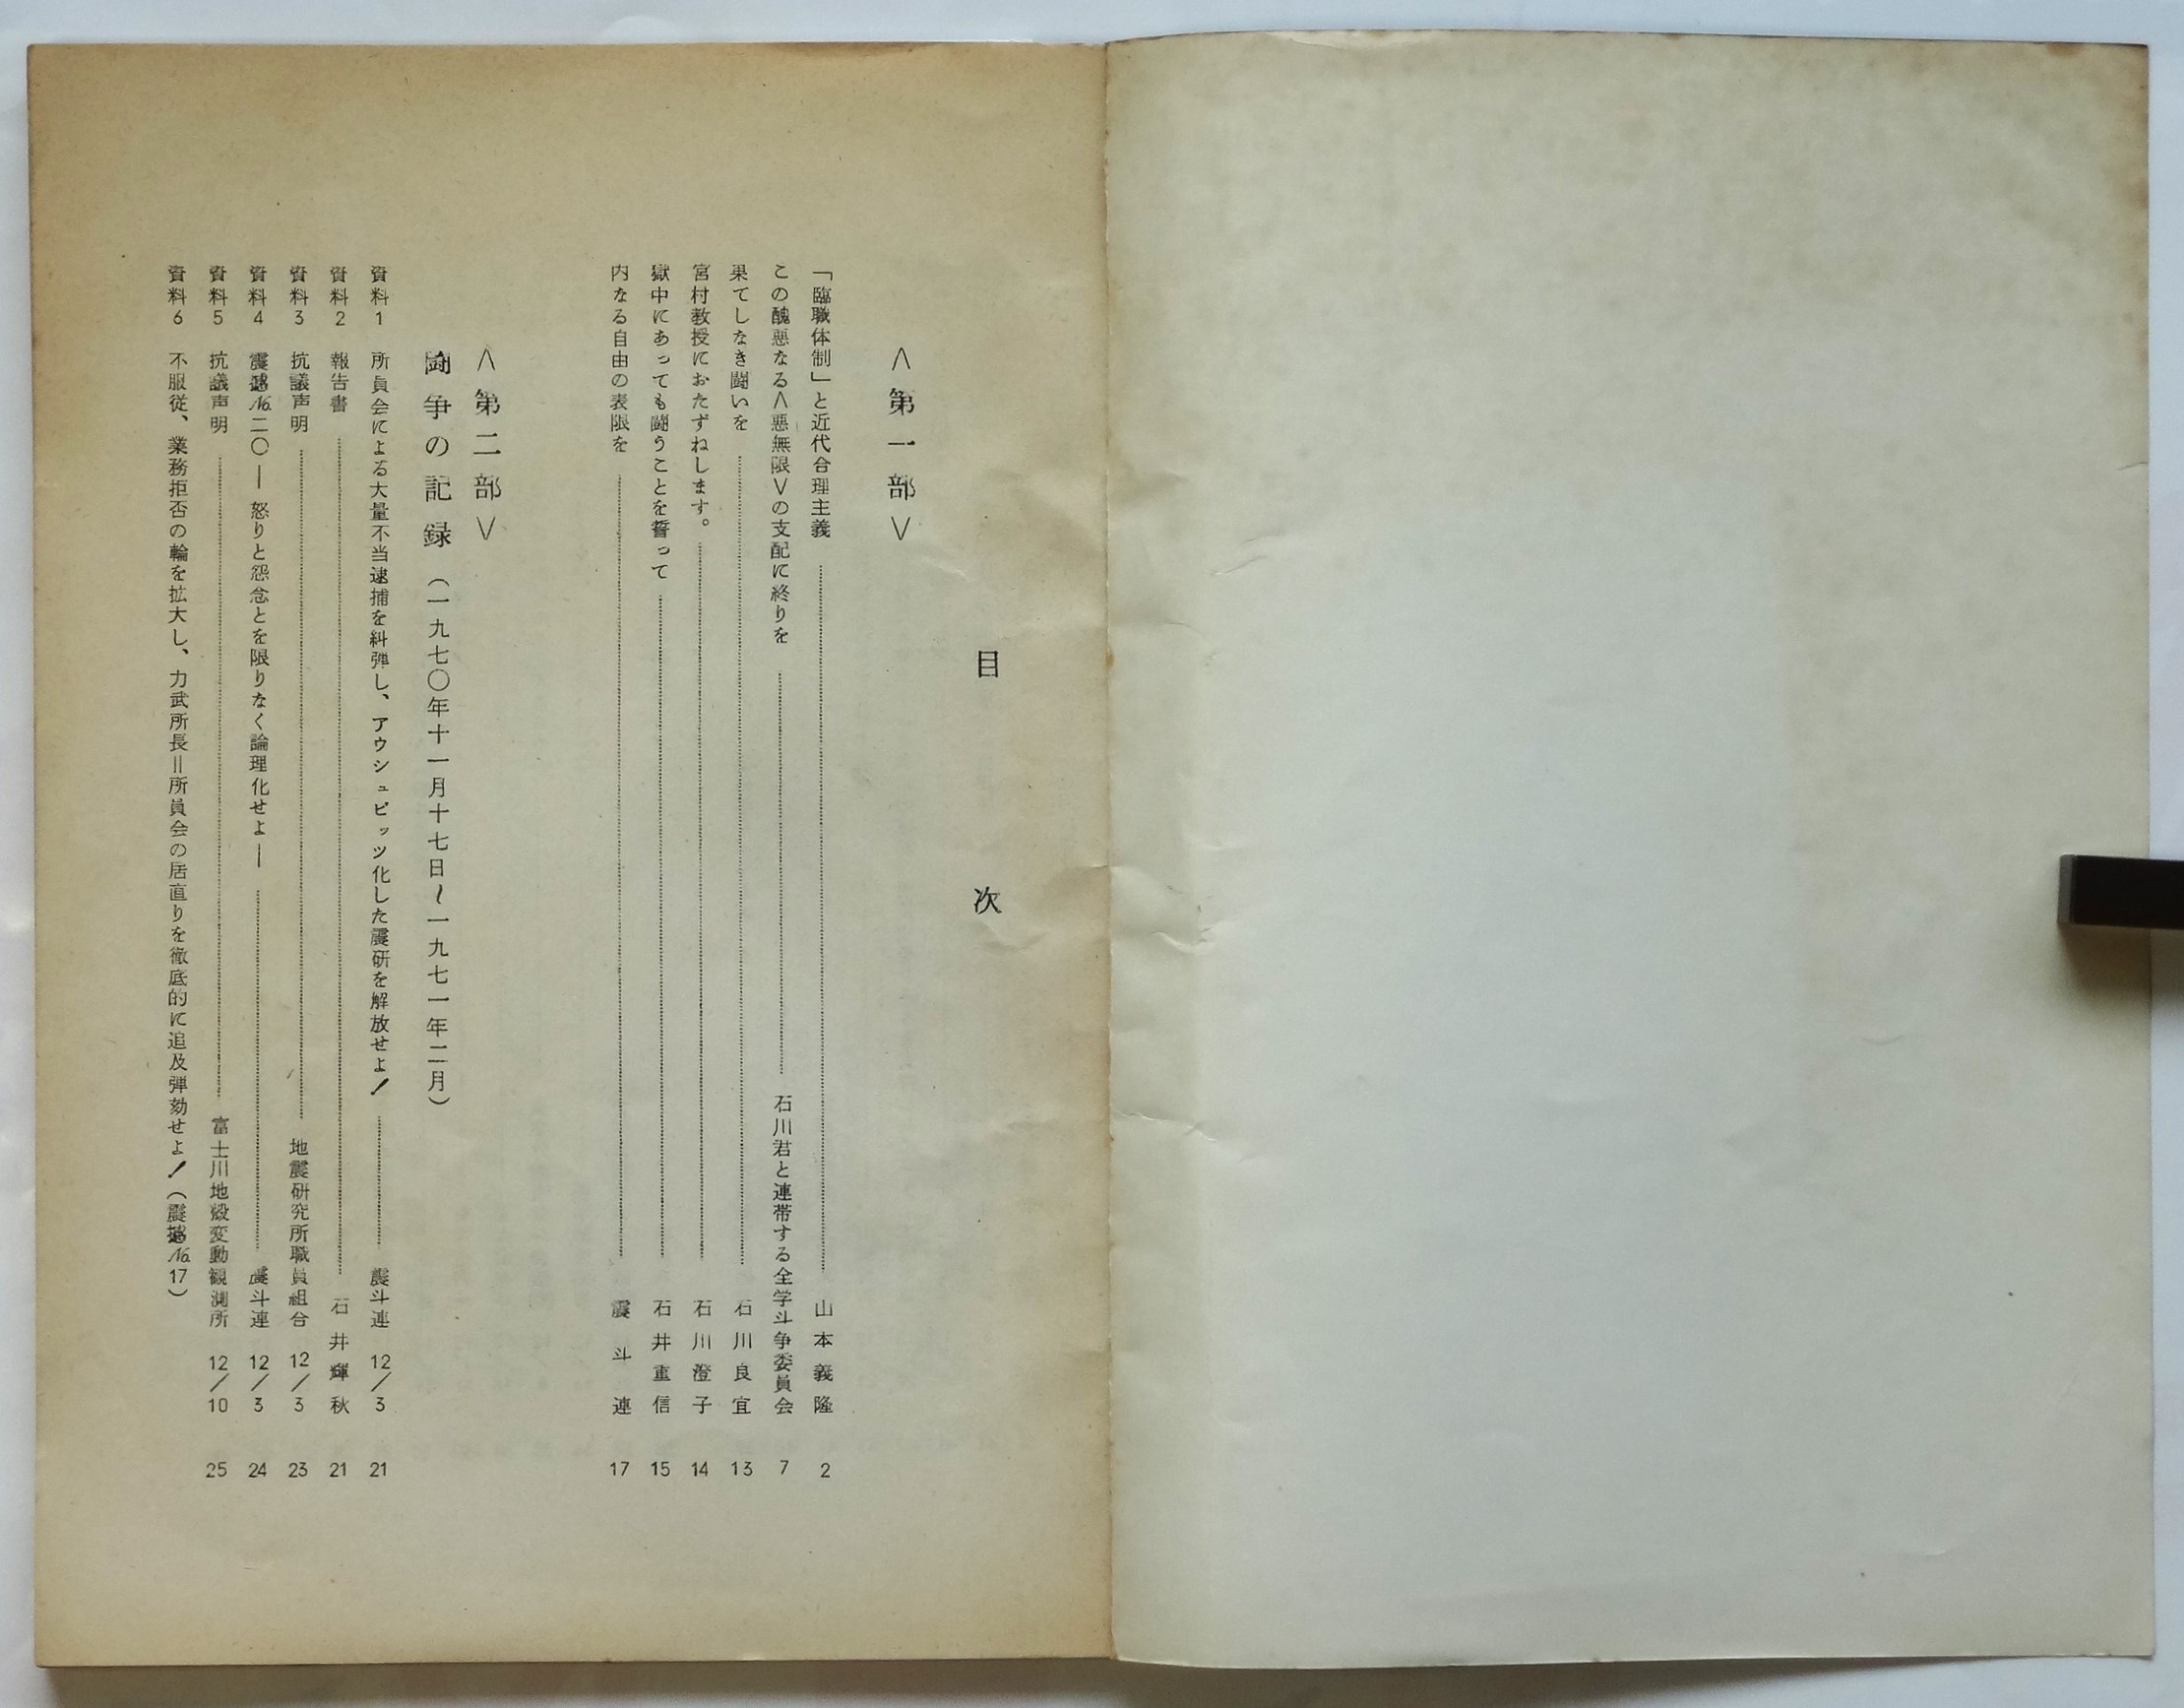 目次
〈第一部〉
「臨職体制」と近代合理主義 山本義隆 2
この醜悪なる〈悪無限〉の支配に終りを 石川君と連帯する全学斗争委員会 7
果てしなき闘いを 石川良宜 13
宮村教授におたずねします。 石川澄子 14
獄中にあっても闘うことを誓って 石井重信 15
内なる自由の表限を 震斗連 17
〈第二部〉
闘争の記録（一九七〇年十一月十七日～一九七一年二月）
資料1 所員会による大量不当逮捕を糾弾し、アウシュビッツ化した震研を解放せよ！ 震斗連 12／3 21
資料2 報告書 石井輝秋 21
資料3 抗議声明 地震研究所職員組合 12／3 23
資料4 震撼№二〇―怒りと怨念とを限りなく論理化せよ― 震斗連 12／3 24
資料5 抗議声明 富士川地殻変動観測所 12／10 25
資料6 不服従、業務拒否の輪を拡大し、力武所長＝所員会の居直りを徹底的に追及弾劾せよ！（震撼№17）